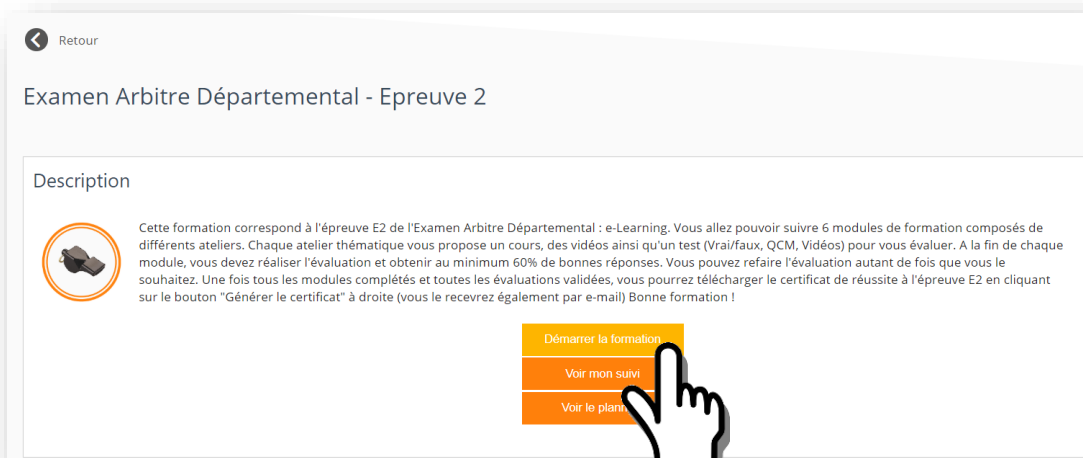 Retour
Examen Arbitre Départemental - Epreuve 2
Description
Cette formation correspond à l'épreuve E2 de l'Examen Arbitre Départemental : e-Learning. Vous allez pouvoir suivre 6 modules de formation composés de
différents ateliers. Chaque atelier thématique vous propose un cours, des vidéos ainsi qu'un test (Vrai/faux, QCM, Vidéos) pour vous évaluer. A la fin de chaque
module, vous devez réaliser l'évaluation et obtenir au minimum 60% de bonnes réponses. Vous pouvez refaire l'évaluation autant de fois que vous le
souhaitez. Une fois tous les modules complétés et toutes les évaluations validées, vous pourrez télécharger le certificat de réussite à l'épreuve E2 en cliquant
sur le bouton "Générer le certificat" à droite (vous le recevrez également par e-mail) Bonne formation !
Démarrer la formation
Voir mon suivi
Voir le